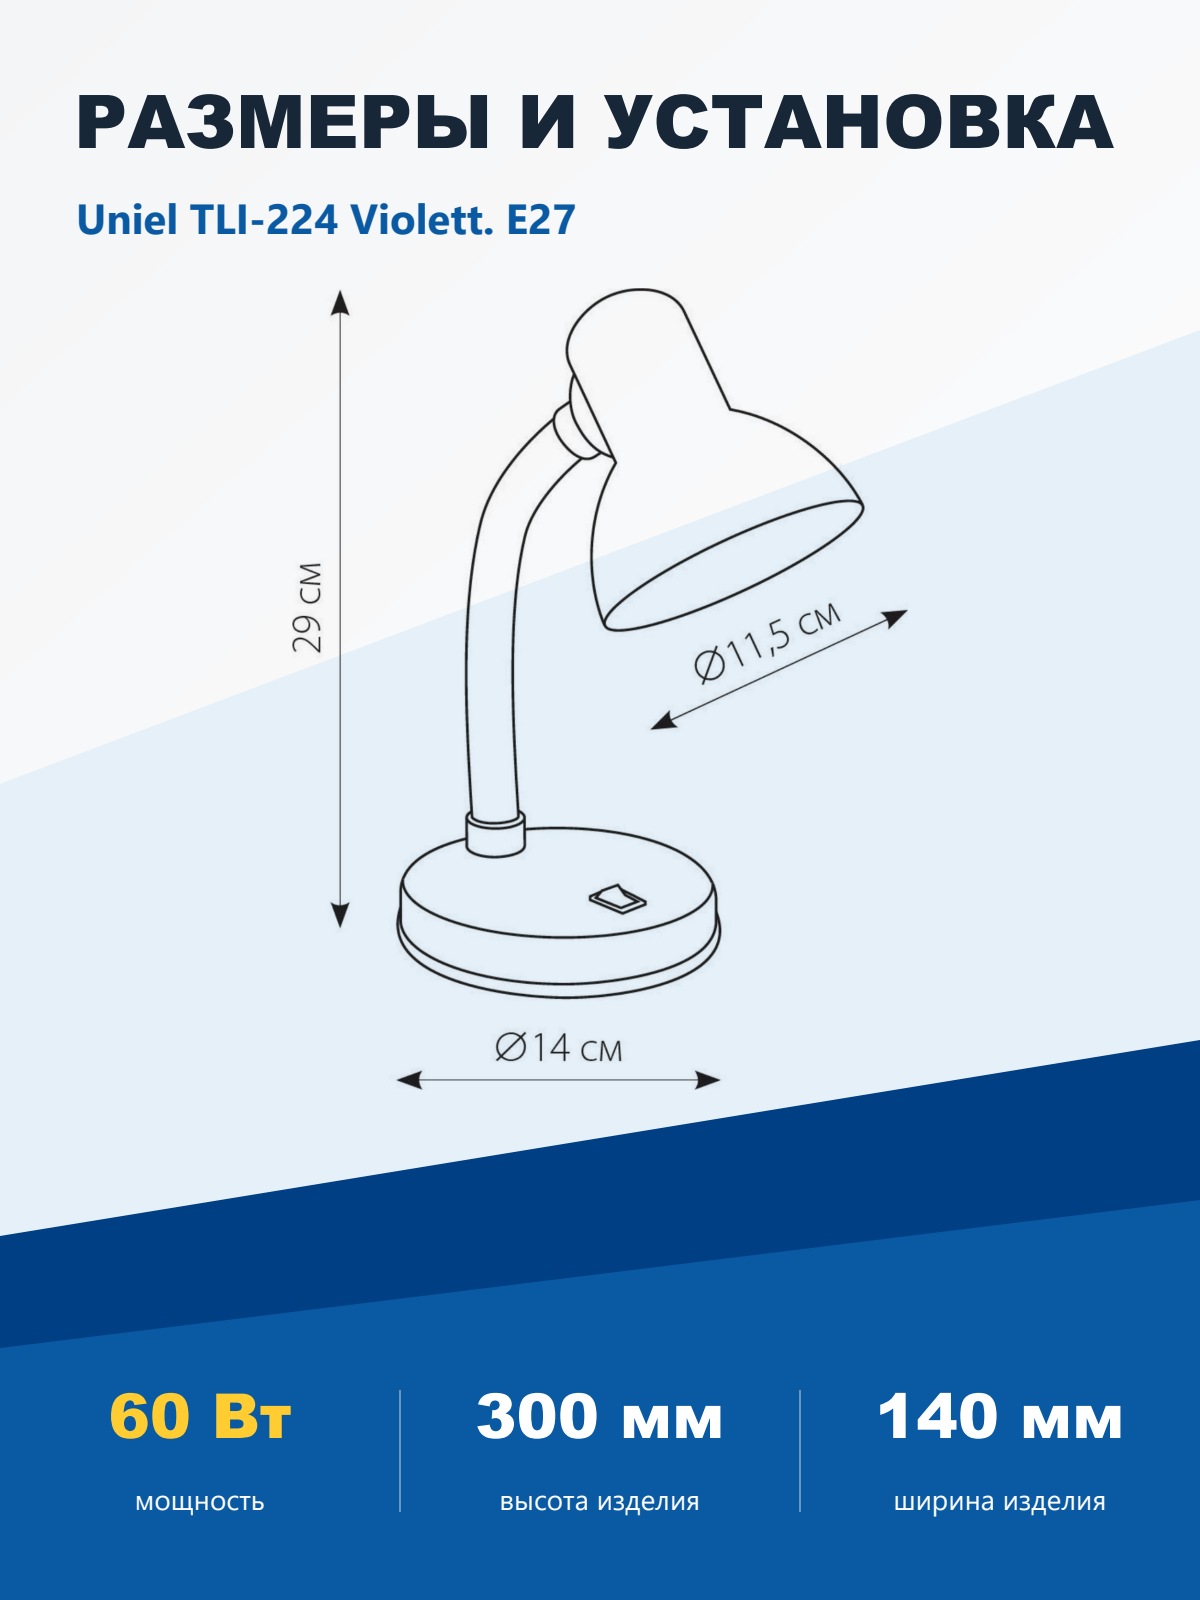 РАЗМЕРЫ И УСТАНОВКА
Uniel TLI-224 Violett. E27
29 см
Ø11,5 см
Ø14 см
60 Вт
мощность
300 мм
высота изделия
140 мм
ширина изделия